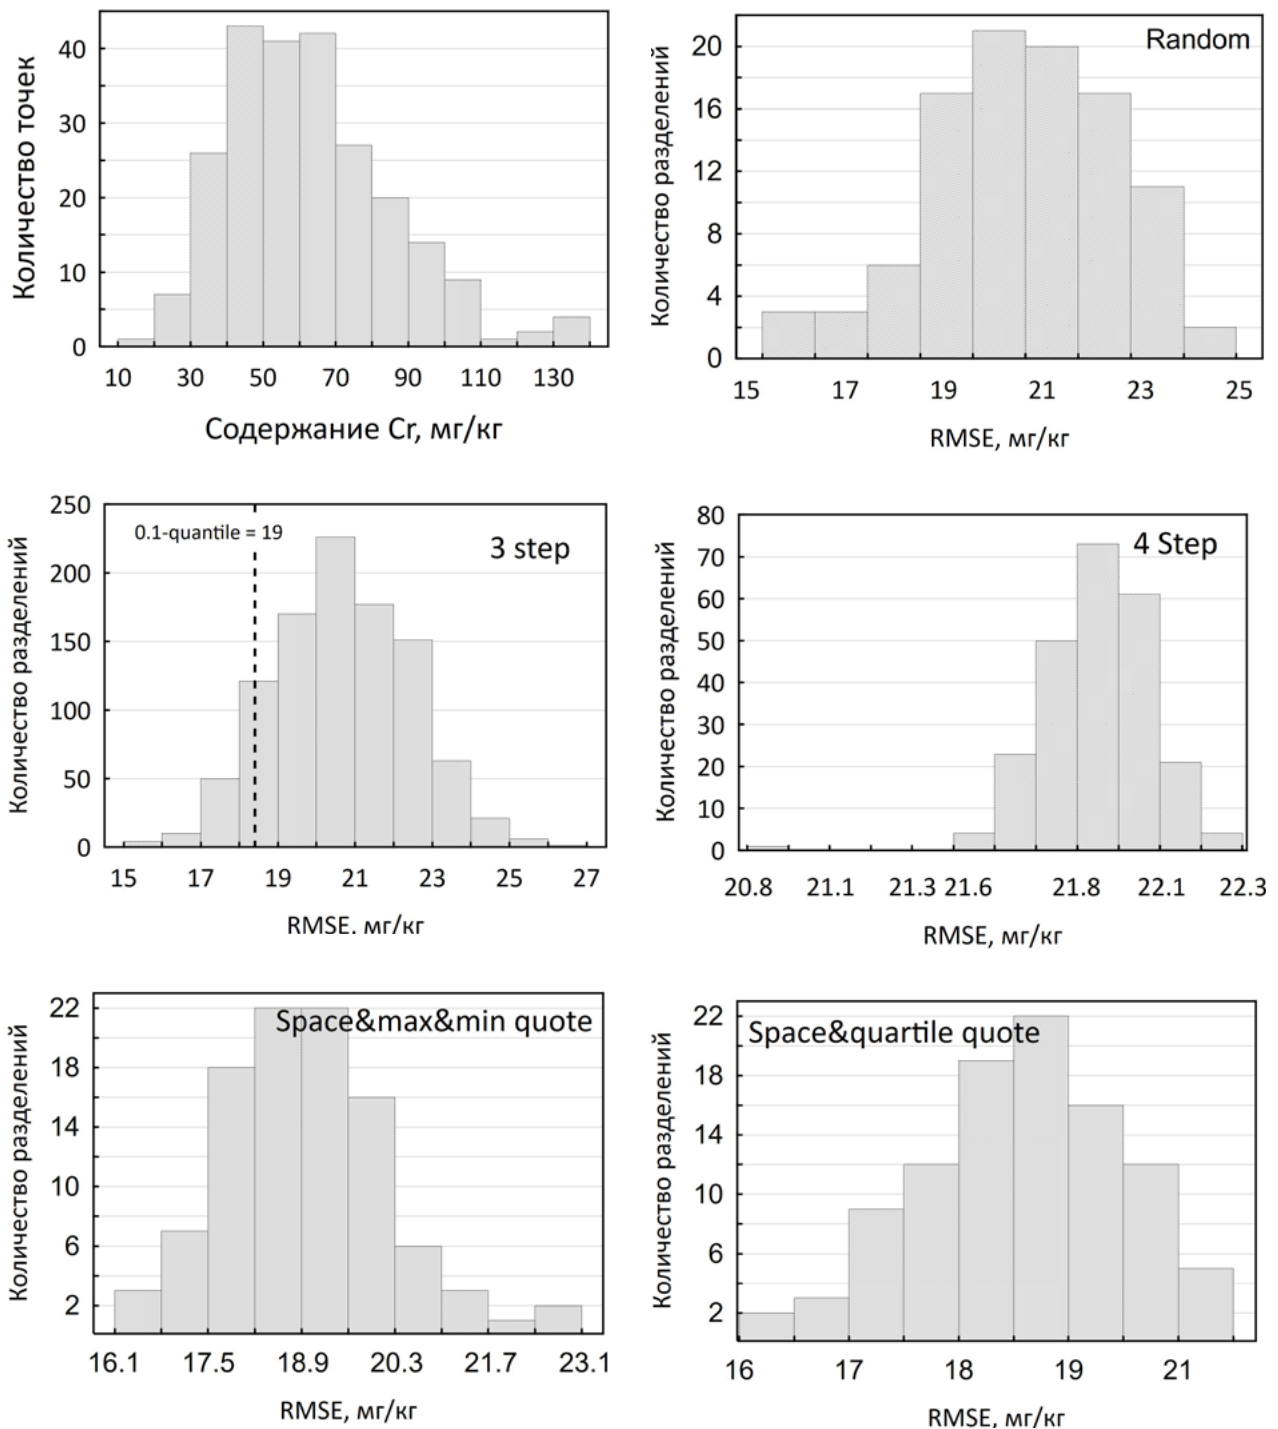 Количество точек
40
30
20
10
0
10 30 50 70 90 110 130
Содержание Cr, мг/кг
Random
Количество разделений
20
16
12
8
4
0
15 17 19 21 23 25
RMSE, мг/кг
0.1-quantile = 19
3 step
Количество разделений
250
200
150
100
50
0
15 17 19 21 23 25 27
RMSE, мг/кг
4 Step
Количество разделений
80
70
60
50
40
30
20
10
0
20.8 21.1 21.3 21.6 21.8 22.1 22.3
RMSE, мг/кг
Space&max&min quote
Количество разделений
22
18
14
10
6
2
16.1 17.5 18.9 20.3 21.7 23.1
RMSE, мг/кг
Space&quartile quote
Количество разделений
22
18
14
10
6
2
16 17 18 19 21
RMSE, мг/кг